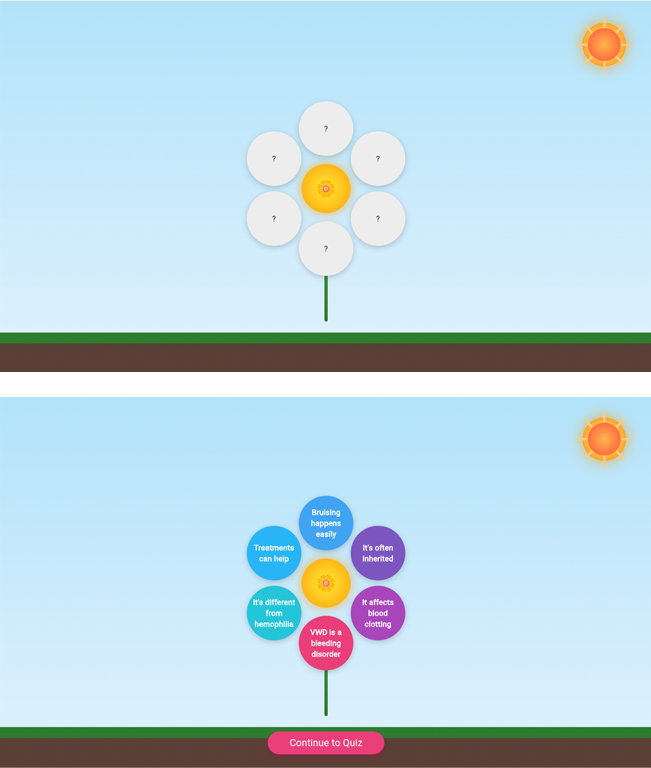 ?
?
?
?
?
?
Bruising
happens
easily
Treatments
can help
It's often
inherited
It's different
from
hemophilia
It affects
blood
clotting
VWD is a
bleeding
disorder
Continue to Quiz